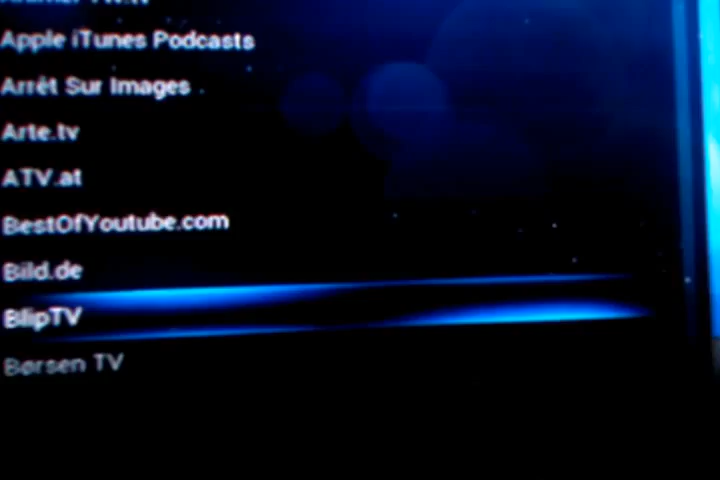 Apple iTunes Podcasts
Arrêt Sur Images
Arte.tv
ATV.at
BestOfYoutube.com
Bild.de
BlipTV
Børsen TV